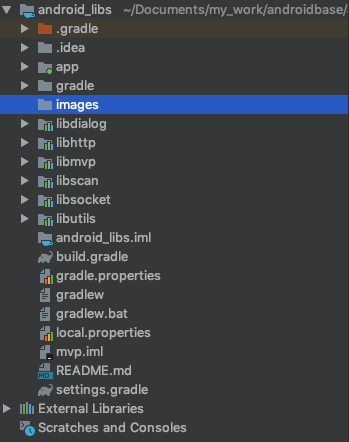 android_libs ~/Documents/my_work/androidbase/
.gradle
.idea
app
gradle
images
libdialog
libhttp
libmvp
libscan
libsocket
libutils
android_libs.iml
build.gradle
gradle.properties
gradlew
gradlew.bat
local.properties
mvp.iml
README.md
settings.gradle
External Libraries
Scratches and Consoles